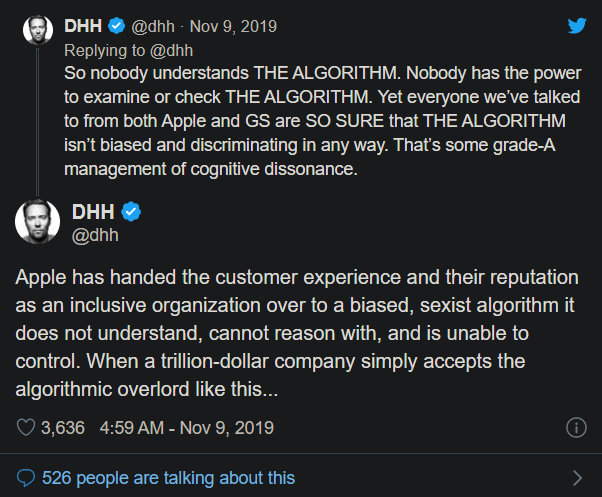 DHH @dhh · Nov 9, 2019
Replying to @dhh
So nobody understands THE ALGORITHM. Nobody has the power
to examine or check THE ALGORITHM. Yet everyone we’ve talked
to from both Apple and GS are SO SURE that THE ALGORITHM
isn’t biased and discriminating in any way. That’s some grade-A
management of cognitive dissonance.
DHH
@dhh
Apple has handed the customer experience and their reputation
as an inclusive organization over to a biased, sexist algorithm it
does not understand, cannot reason with, and is unable to
control. When a trillion-dollar company simply accepts the
algorithmic overlord like this...
3,636 4:59 AM - Nov 9, 2019
526 people are talking about this